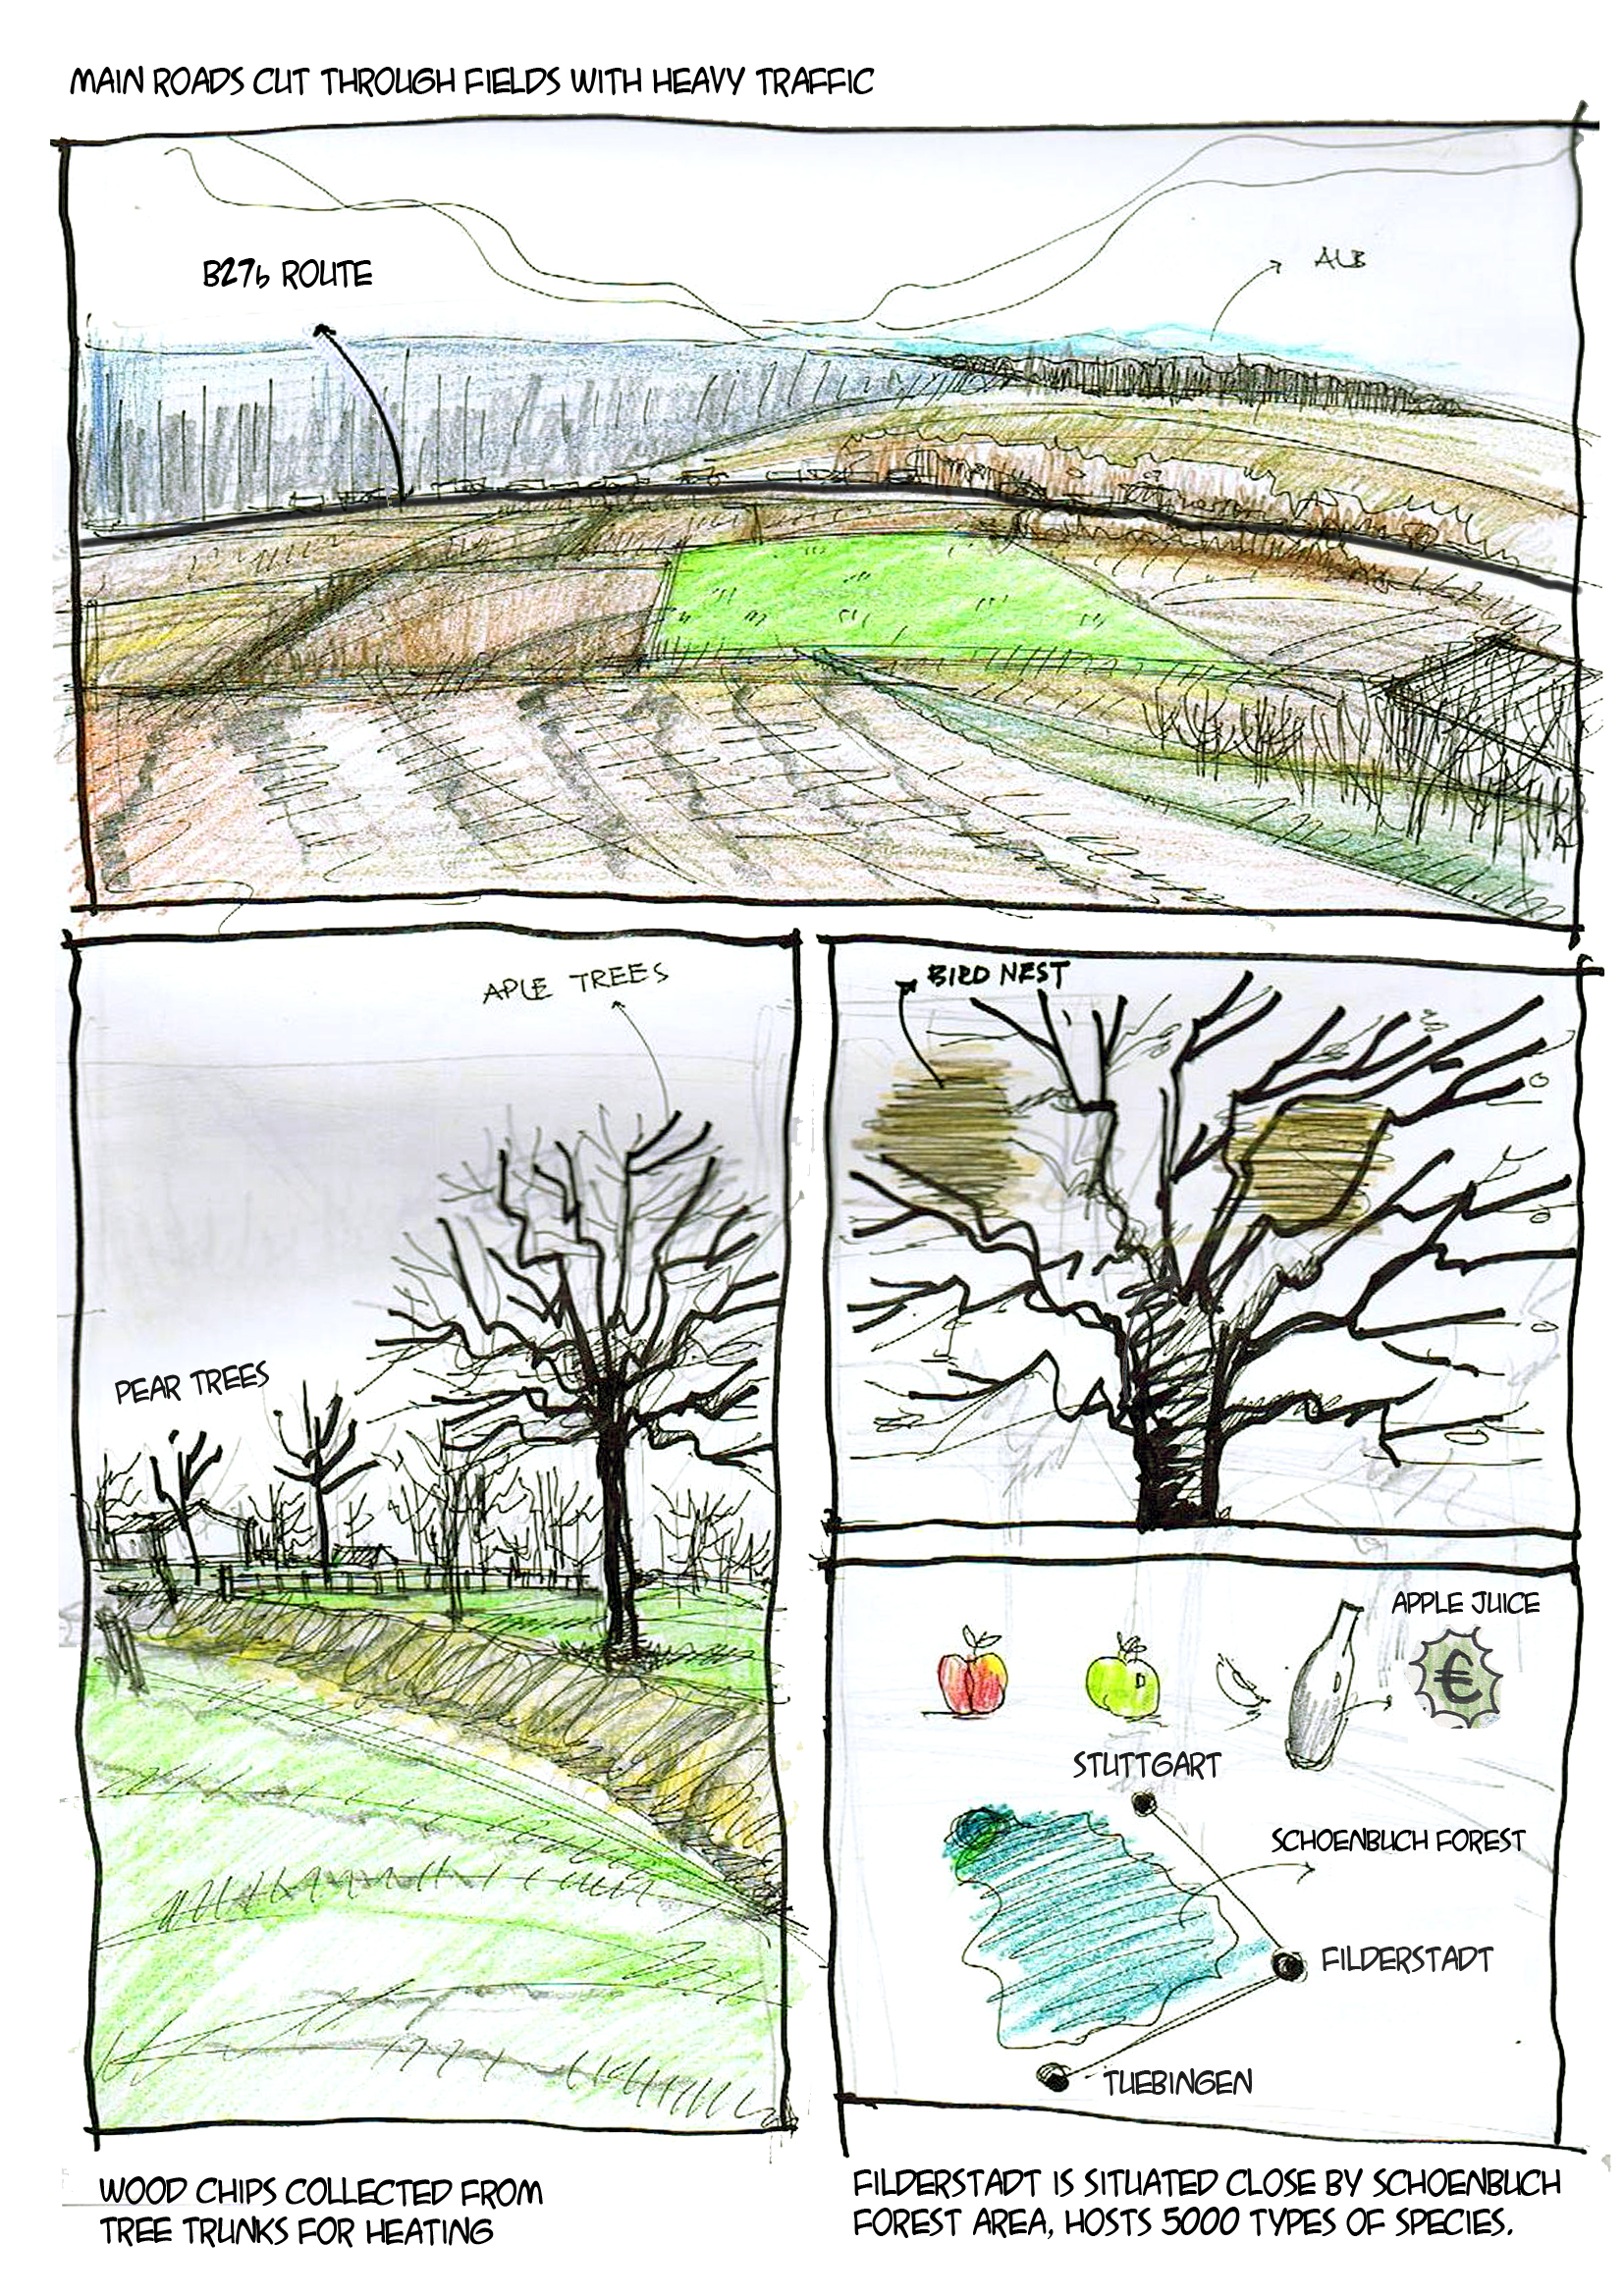 MAIN ROADS CUT THROUGH FIELDS WITH HEAVY TRAFFIC
B27b ROUTE
ALB
APLE TREES
PEAR TREES
BIRD NEST
APPLE JUICE
€
STUTTGART
SCHOENBUCH FOREST
FILDERSTADT
TUEBINGEN
WOOD CHIPS COLLECTED FROM
TREE TRUNKS FOR HEATING
FILDERSTADT IS SITUATED CLOSE BY SCHOENBUCH
FOREST AREA, HOSTS 5000 TYPES OF SPECIES.